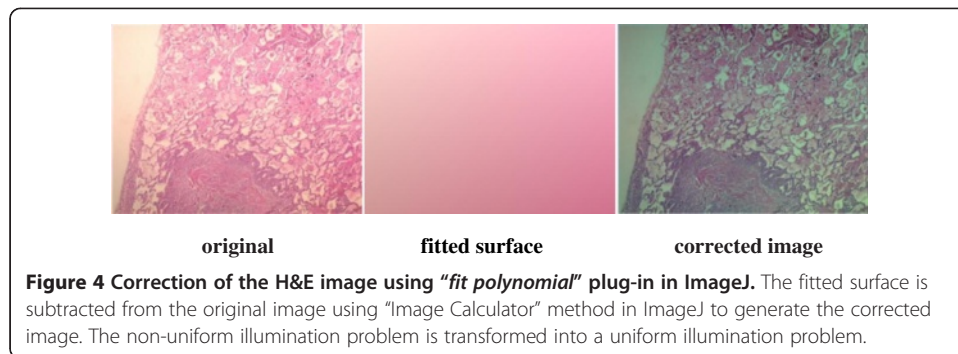 original fitted surface corrected image
Figure 4 Correction of the H&E image using “fit polynomial” plug-in in ImageJ. The fitted surface is
subtracted from the original image using “Image Calculator” method in ImageJ to generate the corrected
image. The non-uniform illumination problem is transformed into a uniform illumination problem.